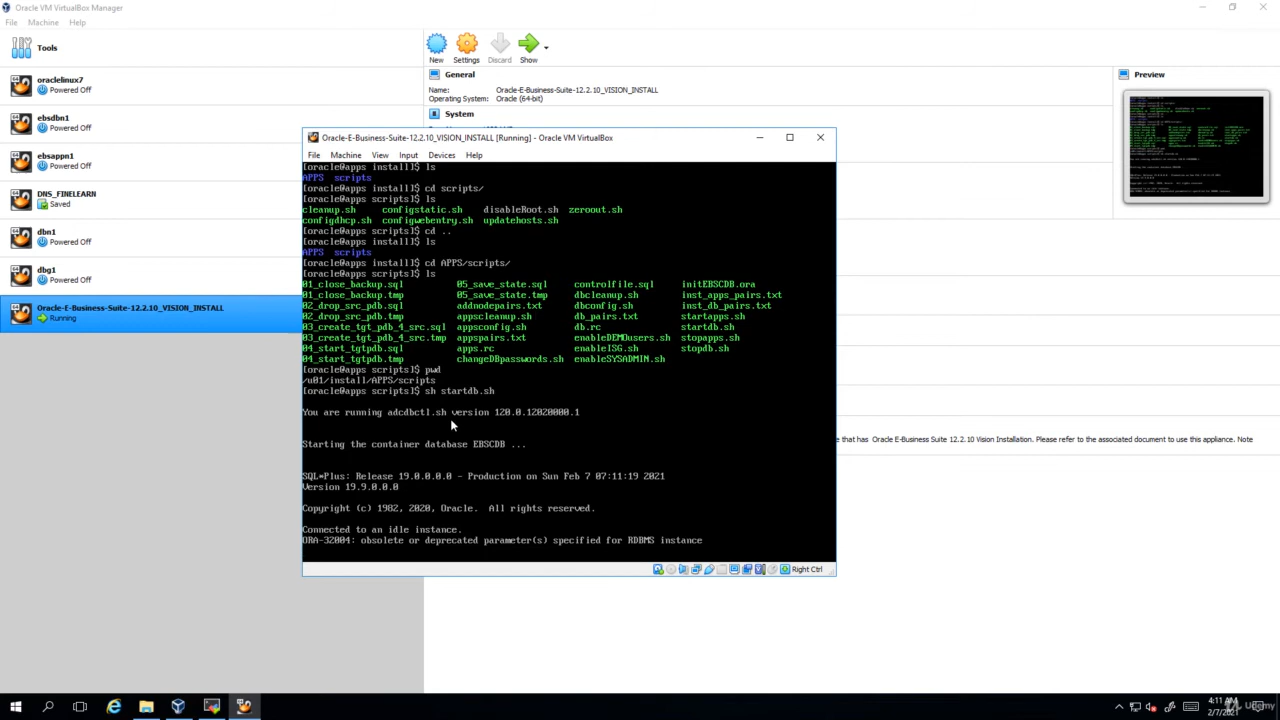 Oracle VM VirtualBox Manager
File Machine Help
Tools
oraclelinux7
Powered Off
ebsdbn1
Powered Off
ebsappn1
Powered Off
DNS_FINELEARN
Saved
dbn1
Powered Off
dbg1
Powered Off
Oracle-E-Business-Suite-12.2.10_VISION_INSTALL
Running
New Settings Discard Show
General
Name: Oracle-E-Business-Suite-12.2.10_VISION_INSTALL
Operating System: Oracle (64-bit)
System
Preview
that has Oracle E-Business Suite 12.2.10 Vision Installation. Please refer to the associated document to use this appliance. Note
Oracle-E-Business-Suite-12.2.10_VISION_INSTALL [Running] - Oracle VM VirtualBox
File Machine View Input Devices Help
[oracle@apps install]$ ls
APPS scripts
[oracle@apps install]$ cd scripts/
[oracle@apps scripts]$ ls
cleanup.sh configstatic.sh disableRoot.sh zeroout.sh
configdhcp.sh configwebentry.sh updatehosts.sh
[oracle@apps scripts]$ cd ..
[oracle@apps install]$ ls
APPS scripts
[oracle@apps install]$ cd APPS/scripts/
[oracle@apps scripts]$ ls
01_close_backup.sql 05_save_state.sql controlfile.sql initEBSCDB.ora
01_close_backup.tmp 05_save_state.tmp dbcleanup.sh inst_apps_pairs.txt
02_drop_src_pdb.sql addnodepairs.txt dbconfig.sh inst_db_pairs.txt
02_drop_src_pdb.tmp appscleanup.sh db_pairs.txt startapps.sh
03_create_tgt_pdb_4_src.sql appsconfig.sh db.rc startdb.sh
03_create_tgt_pdb_4_src.tmp appspairs.txt enableDEMOusers.sh stopapps.sh
04_start_tgtpdb.sql apps.rc enableISG.sh stopdb.sh
04_start_tgtpdb.tmp changeDBpasswords.sh enableSYSADMIN.sh
[oracle@apps scripts]$ pwd
/u01/install/APPS/scripts
[oracle@apps scripts]$ sh startdb.sh
You are running adcdbctl.sh version 120.0.12020000.1
Starting the container database EBSCDB ...
SQL*Plus: Release 19.0.0.0.0 - Production on Sun Feb 7 07:11:19 2021
Version 19.9.0.0.0
Copyright (c) 1982, 2020, Oracle. All rights reserved.
Connected to an idle instance.
ORA-32004: obsolete or deprecated parameter(s) specified for RDBMS instance
Right Ctrl
4:11 AM
Udemy